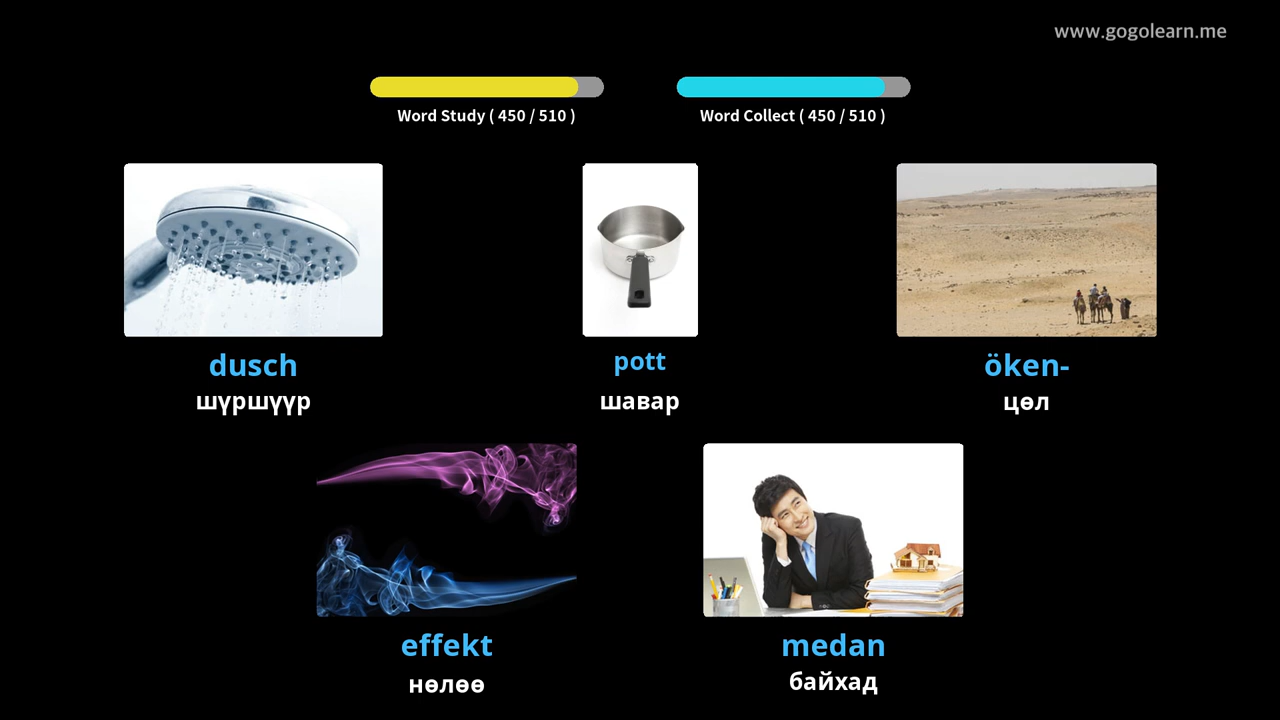 www.gogolearn.me
Word Study ( 450 / 510 )
Word Collect ( 450 / 510 )
dusch
шүршүүр
pott
шавар
öken-
цөл
effekt
нөлөө
medan
байхад